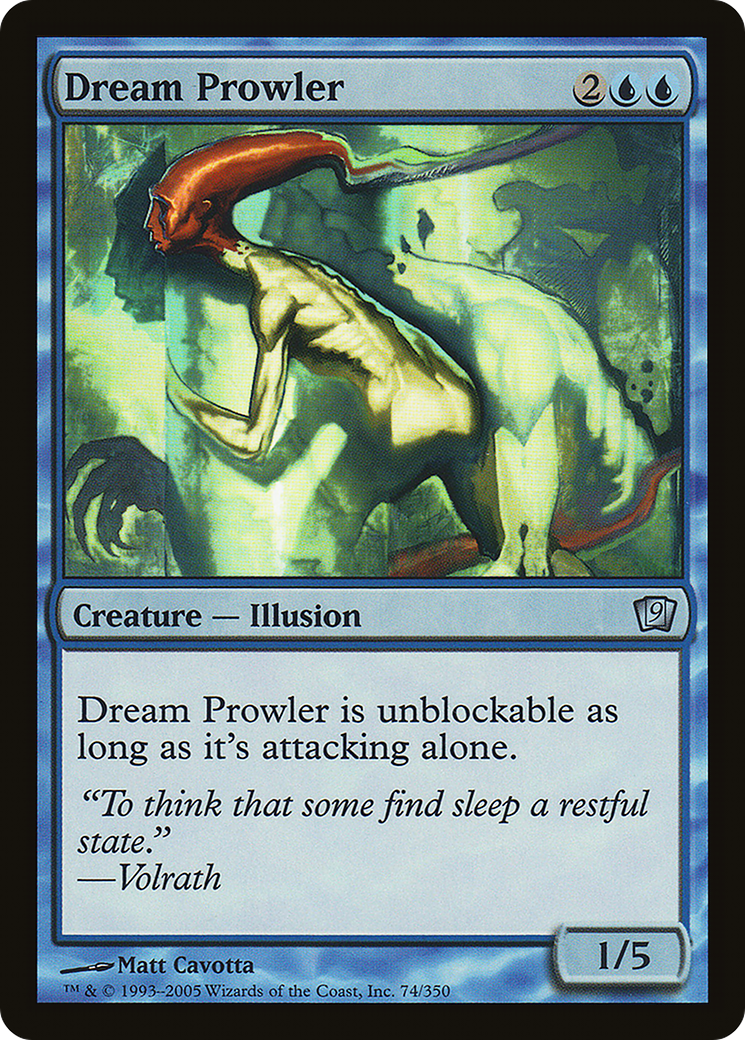 Dream Prowler 2
Creature — Illusion 9
Dream Prowler is unblockable as
long as it's attacking alone.
“To think that some find sleep a restful
state.”
—Volrath
1/5
Matt Cavotta
™ & © 1993–2005 Wizards of the Coast, Inc. 74/350